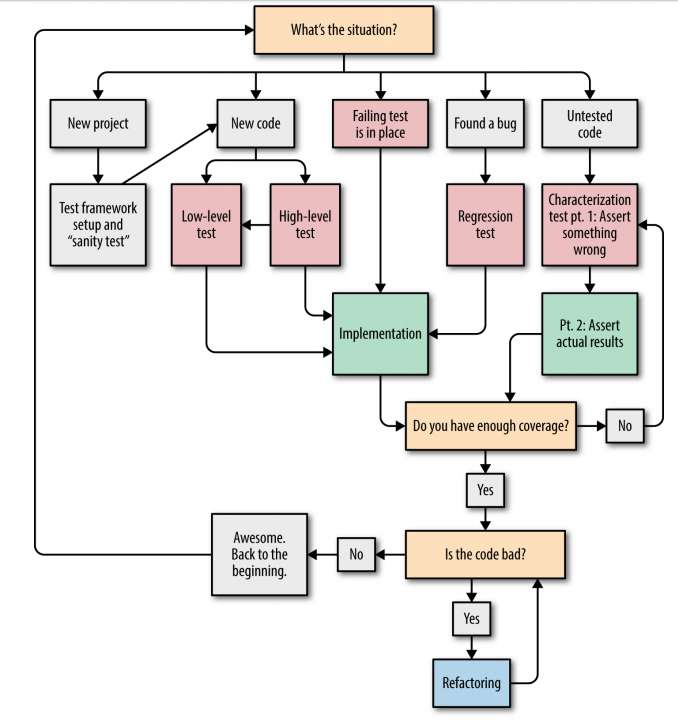 What's the situation?
New project
New code
Failing test
is in place
Found a bug
Untested
code
Test framework
setup and
“sanity test”
Low-level
test
High-level
test
Regression
test
Characterization
test pt. 1: Assert
something
wrong
Implementation
Pt. 2: Assert
actual results
Do you have enough coverage?
No
Yes
Awesome.
Back to the
beginning.
No
Is the code bad?
Yes
Refactoring